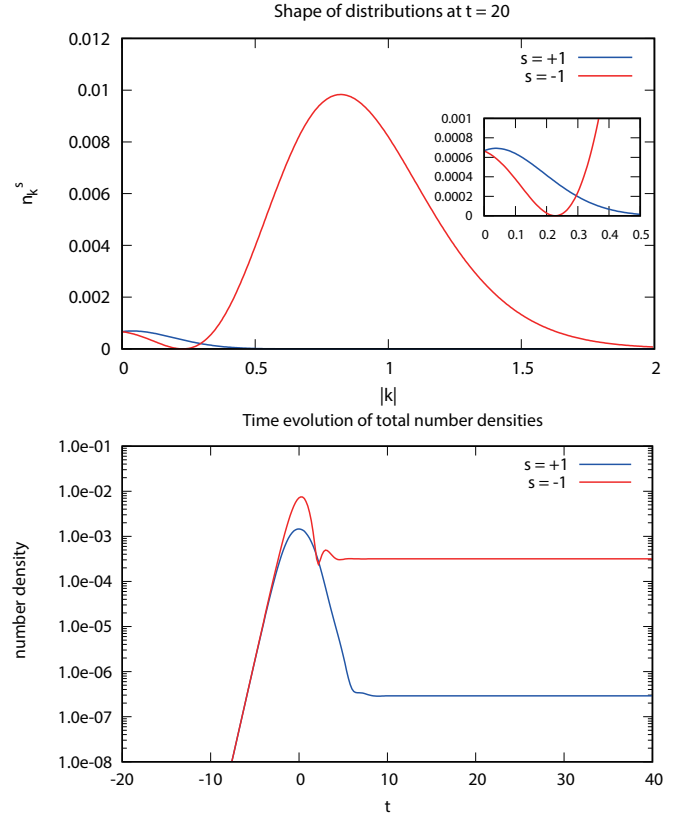 Shape of distributions at t = 20
0.012
0.01
0.008
0.006
0.004
0.002
0
n_k^s
s = +1
s = -1
0.001
0.0008
0.0006
0.0004
0.0002
0
0 0.1 0.2 0.3 0.4 0.5
0 0.5 1 1.5 2
|k|
Time evolution of total number densities
1.0e-01
1.0e-02
1.0e-03
1.0e-04
1.0e-05
1.0e-06
1.0e-07
1.0e-08
number density
s = +1
s = -1
-20 -10 0 10 20 30 40
t